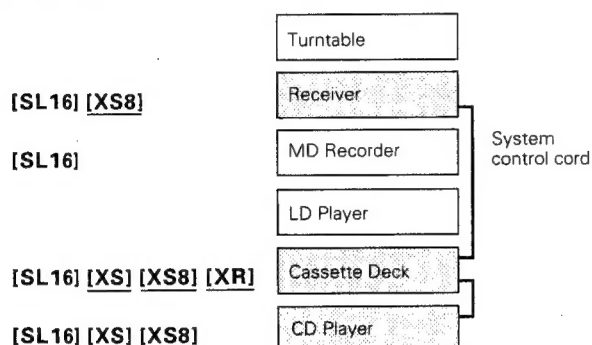 Turntable
[SL16] [XS8] Receiver
[SL16] MD Recorder
System
control cord
LD Player
[SL16] [XS] [XS8] [XR] Cassette Deck
[SL16] [XS] [XS8] CD Player